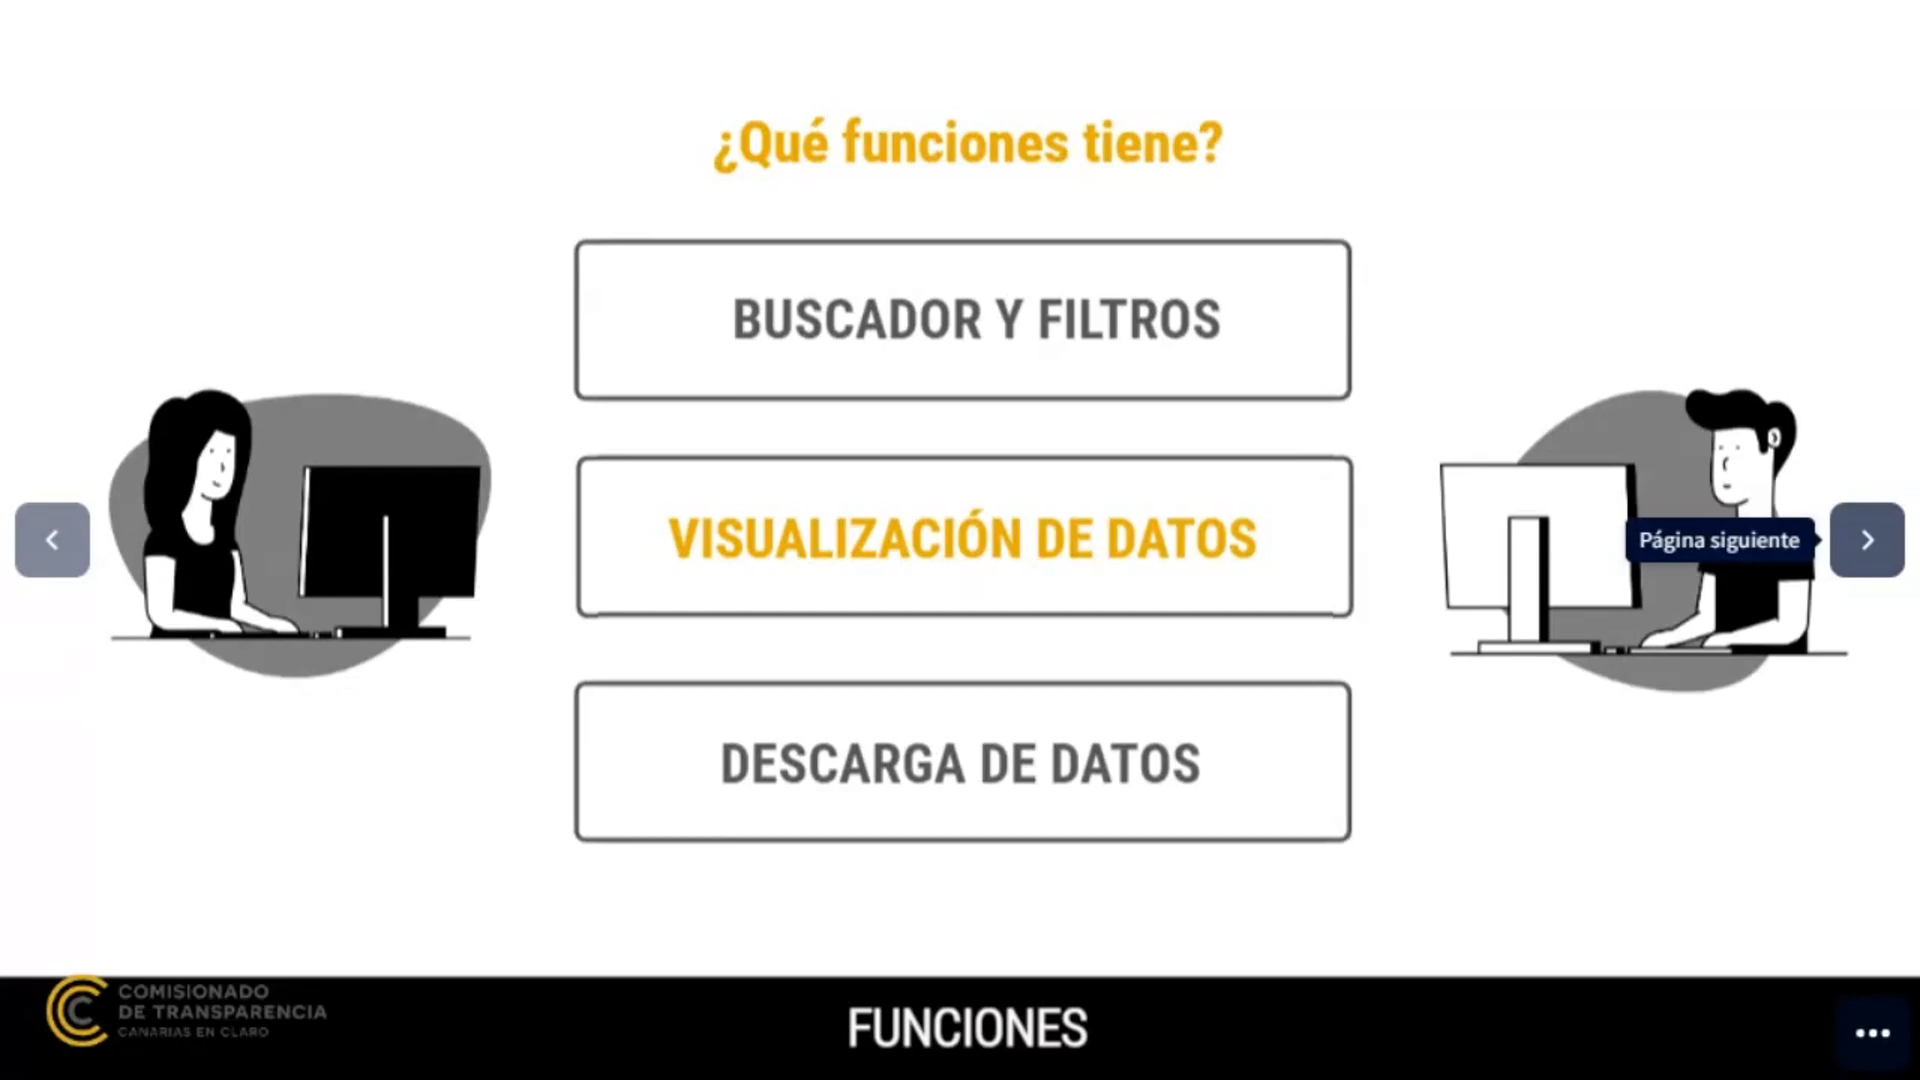 ¿Qué funciones tiene?
BUSCADOR Y FILTROS
VISUALIZACIÓN DE DATOS
Página siguiente
DESCARGA DE DATOS
COMISIONADO
DE TRANSPARENCIA
CANARIAS EN CLARO
FUNCIONES